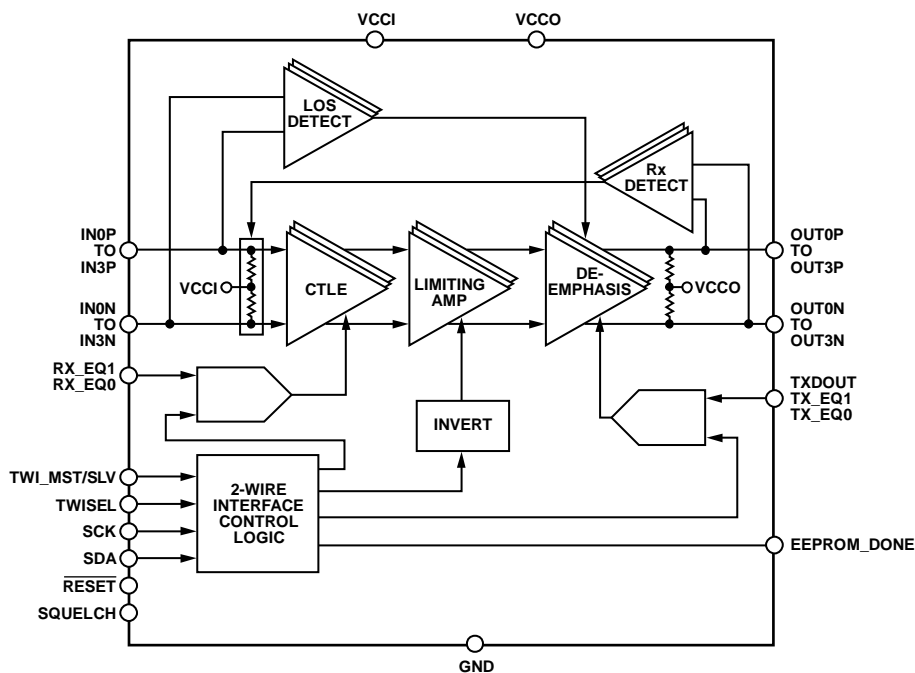 VCCI
VCCO
LOS
DETECT
Rx
DETECT
IN0P
TO
IN3P
OUT0P
TO
OUT3P
VCCI
CTLE
LIMITING
AMP
DE-
EMPHASIS
VCCO
IN0N
TO
IN3N
OUT0N
TO
OUT3N
RX_EQ1
RX_EQ0
TXDOUT
TX_EQ1
TX_EQ0
INVERT
TWI_MST/SLV
TWISEL
SCK
SDA
RESET
SQUELCH
2-WIRE
INTERFACE
CONTROL
LOGIC
EEPROM_DONE
GND